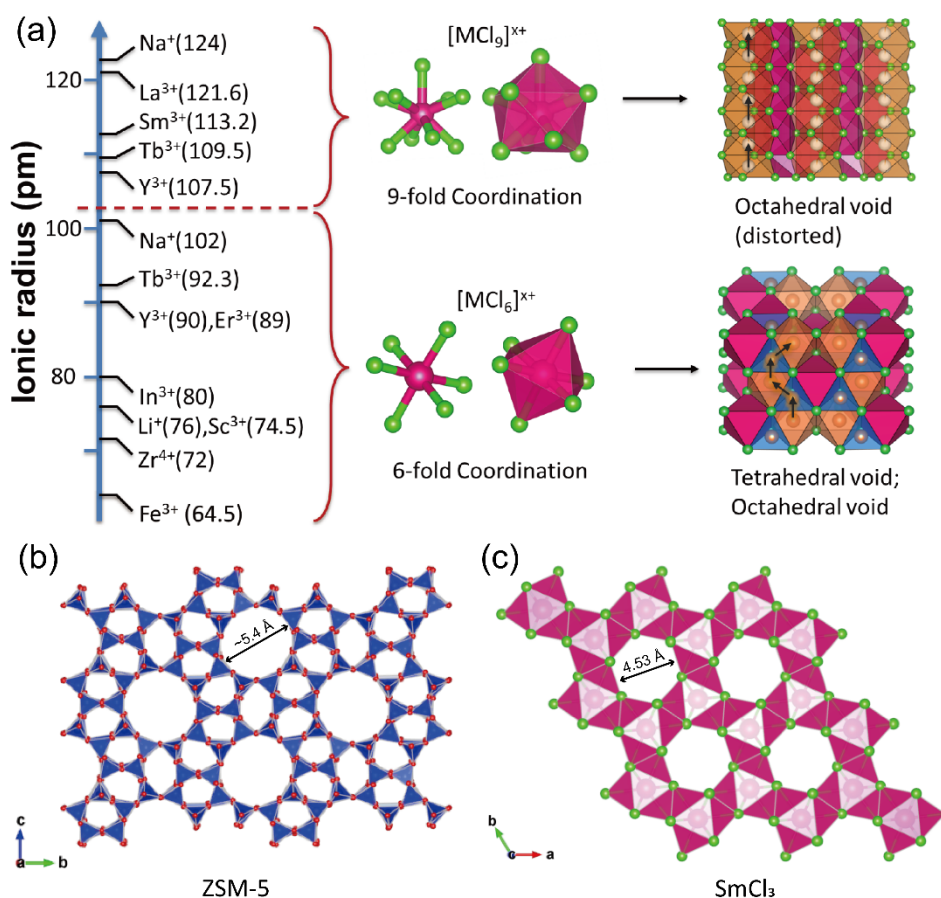 (a)
Ionic radius (pm)
120
100
80
Na⁺(124)
La³⁺(121.6)
Sm³⁺(113.2)
Tb³⁺(109.5)
Y³⁺(107.5)
Na⁺(102)
Tb³⁺(92.3)
Y³⁺(90),Er³⁺(89)
In³⁺(80)
Li⁺(76),Sc³⁺(74.5)
Zr⁴⁺(72)
Fe³⁺ (64.5)
[MCl₉]ˣ⁺
9-fold Coordination
Octahedral void
(distorted)
[MCl₆]ˣ⁺
6-fold Coordination
Tetrahedral void;
Octahedral void
(b)
~5.4 Å
c
a
b
ZSM-5
(c)
4.53 Å
b
c
a
SmCl₃